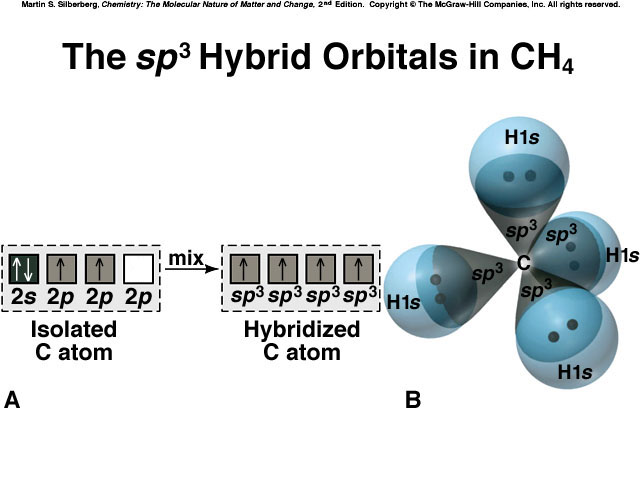 Martin S. Silberberg, Chemistry: The Molecular Nature of Matter and Change, 2nd Edition. Copyright © The McGraw-Hill Companies, Inc. All rights reserved.
The sp³ Hybrid Orbitals in CH₄
2s 2p 2p 2p
Isolated
C atom
mix
sp³ sp³ sp³ sp³
Hybridized
C atom
A
H1s
sp³
sp³
H1s
C
sp³
sp³
H1s
H1s
B